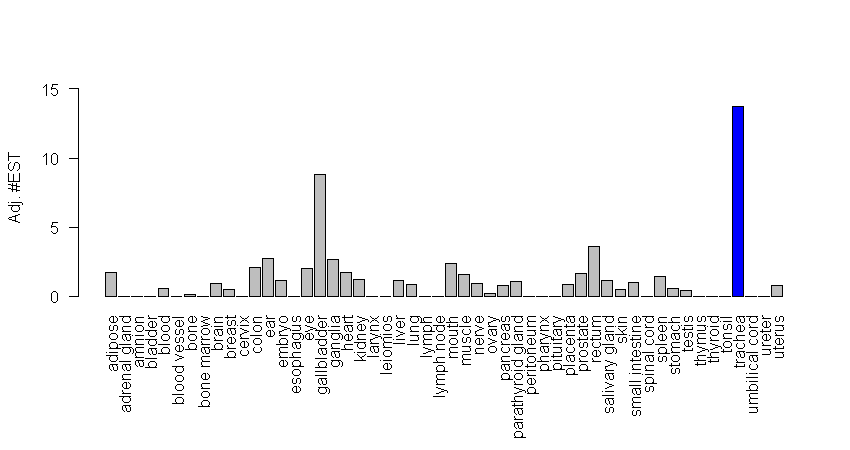 15
10
5
0
Adj. #EST
adipose
adrenal gland
amnion
bladder
blood
blood vessel
bone
bone marrow
brain
breast
cervix
colon
ear
embryo
esophagus
eye
gallbladder
ganglia
heart
kidney
larynx
leiomios
liver
lung
lymph
lymph node
mouth
muscle
nerve
ovary
pancreas
parathyroid gland
peritoneum
pharynx
pituitary
placenta
prostate
rectum
salivary gland
skin
small intestine
spinal cord
spleen
stomach
testis
thymus
thyroid
tonsil
trachea
umbilical cord
ureter
uterus